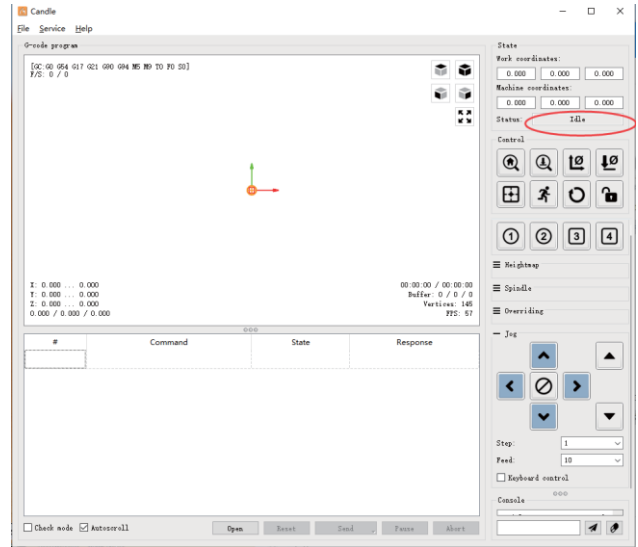 Candle
File Service Help
G-code program
[GC:G0 G54 G17 G21 G90 G94 M5 M9 T0 F0 S0]
F/S: 0 / 0
X: 0.000 ... 0.000
Y: 0.000 ... 0.000
Z: 0.000 ... 0.000
0.000 / 0.000 / 0.000
00:00:00 / 00:00:00
Buffer: 0 / 0 / 0
Vertices: 145
FPS: 57
# Command State Response
Check mode Autoscroll Open Reset Send Pause Abort
State
Work coordinates:
0.000 0.000 0.000
Machine coordinates:
0.000 0.000 0.000
Status: Idle
Control
1 2 3 4
Heightmap
Spindle
Overriding
Jog
Step: 1
Feed: 10
Keyboard control
Console